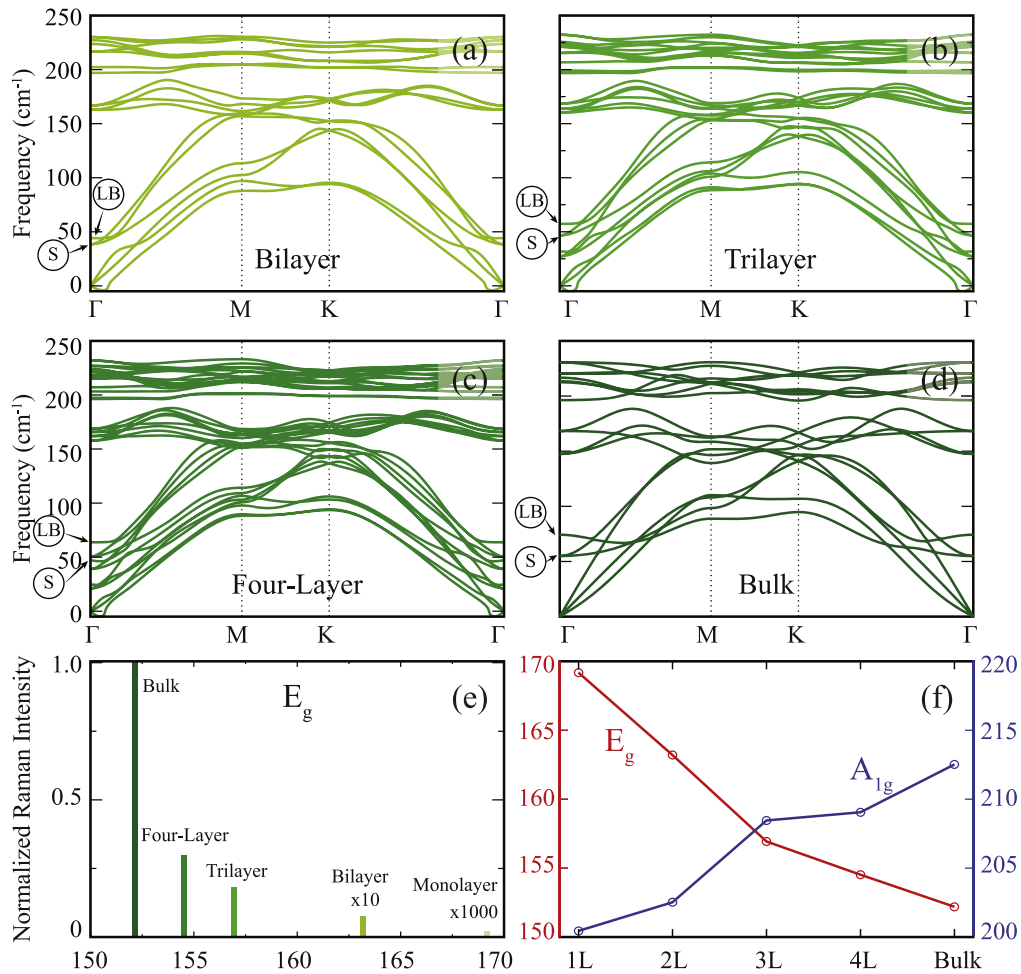 250
200
150
100
50
0
Frequency (cm⁻¹)
(a)
LB
S
Bilayer
Γ M K Γ
(b)
LB
S
Trilayer
Γ M K Γ
250
200
150
100
50
0
Frequency (cm⁻¹)
(c)
LB
S
Four-Layer
Γ M K Γ
(d)
LB
S
Bulk
Γ M K Γ
Normalized Raman Intensity
1.0
0.5
0
Bulk
E_g
(e)
Four-Layer
Trilayer
Bilayer
x10
Monolayer
x1000
150 155 160 165 170
170
165
160
155
150
(f)
E_g
A_1g
220
215
210
205
200
1L 2L 3L 4L Bulk